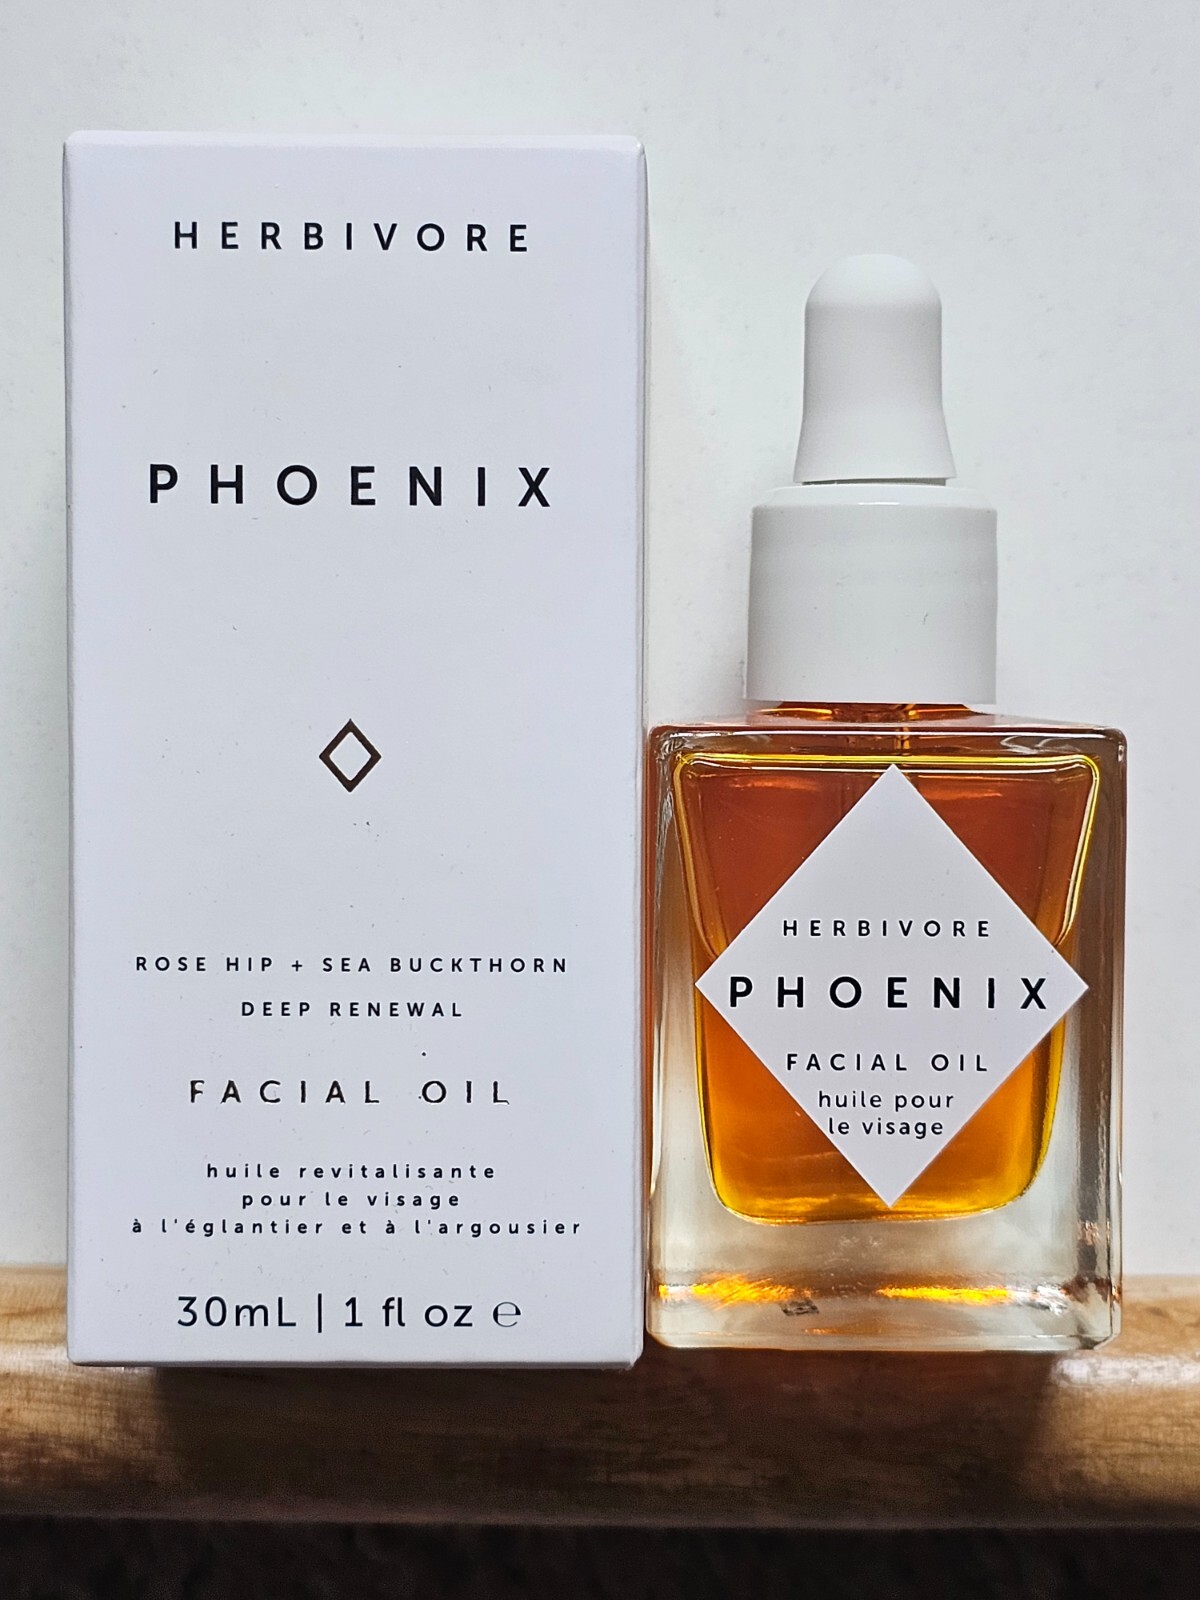 HERBIVORE
PHOENIX
ROSE HIP + SEA BUCKTHORN
DEEP RENEWAL
FACIAL OIL
huile revitalisante
pour le visage
à l'églantier et à l'argousier
30mL | 1 fl oz ℮
HERBIVORE
PHOENIX
FACIAL OIL
huile pour
le visage